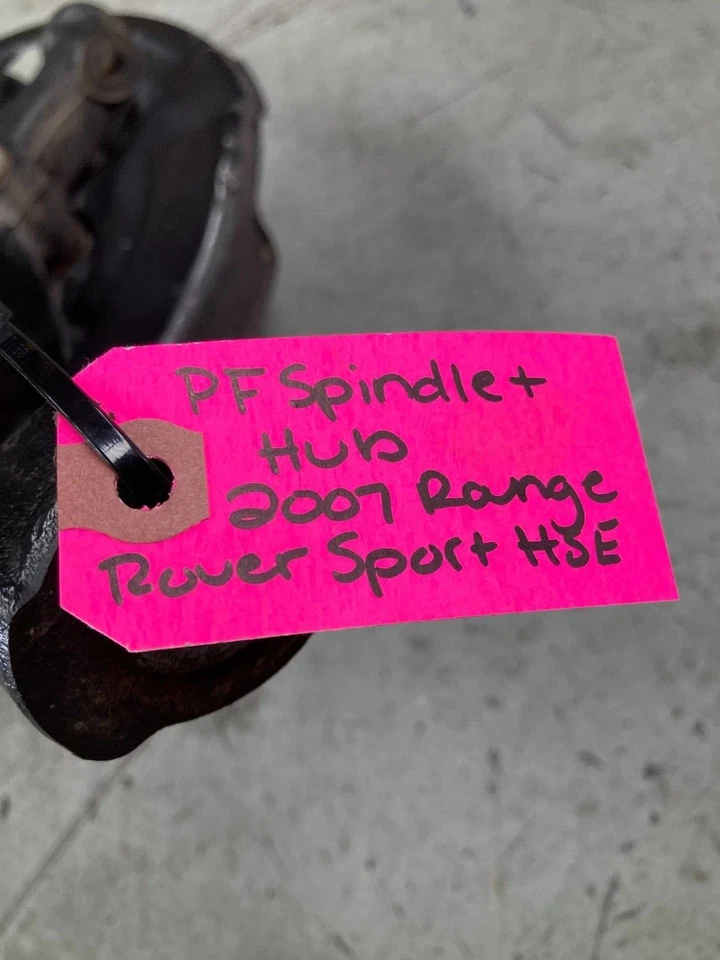 PF Spindle +
Hub
2007 Range
Rover Sport HSE